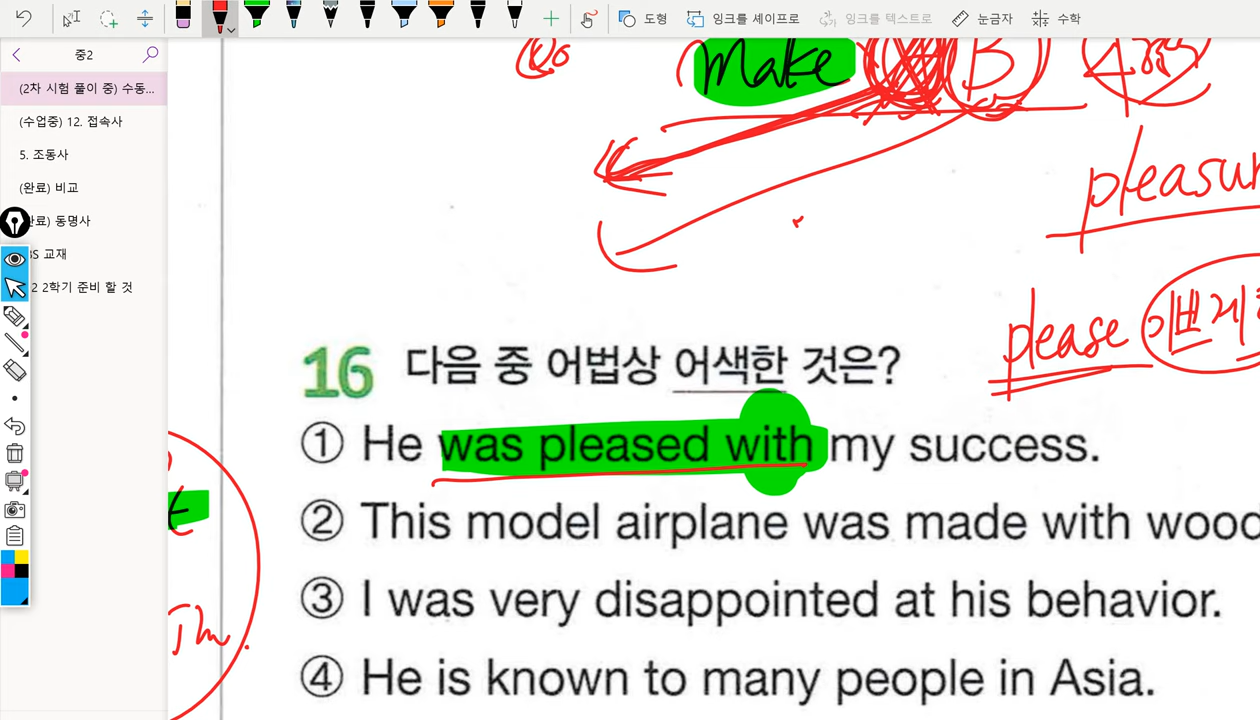 도형
잉크를 셰이프로
잉크를 텍스트로
눈금자
수학
중2
(2차 시험 풀이 중) 수동...
(수업중) 12. 접속사
5. 조동사
(완료) 비교
료) 동명사
교재
2 2학기 준비 할 것
make B
please
16 다음 중 어법상 어색한 것은?
① He was pleased with my success.
② This model airplane was made with wood
③ I was very disappointed at his behavior.
④ He is known to many people in Asia.